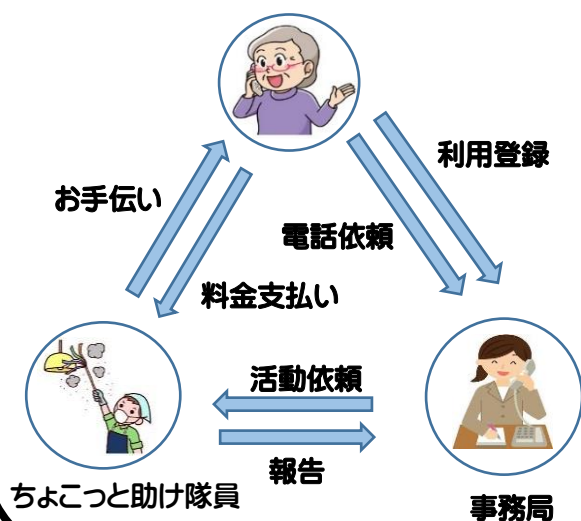 利用登録
お手伝い
電話依頼
料金支払い
活動依頼
報告
ちょこっと助け隊員
事務局